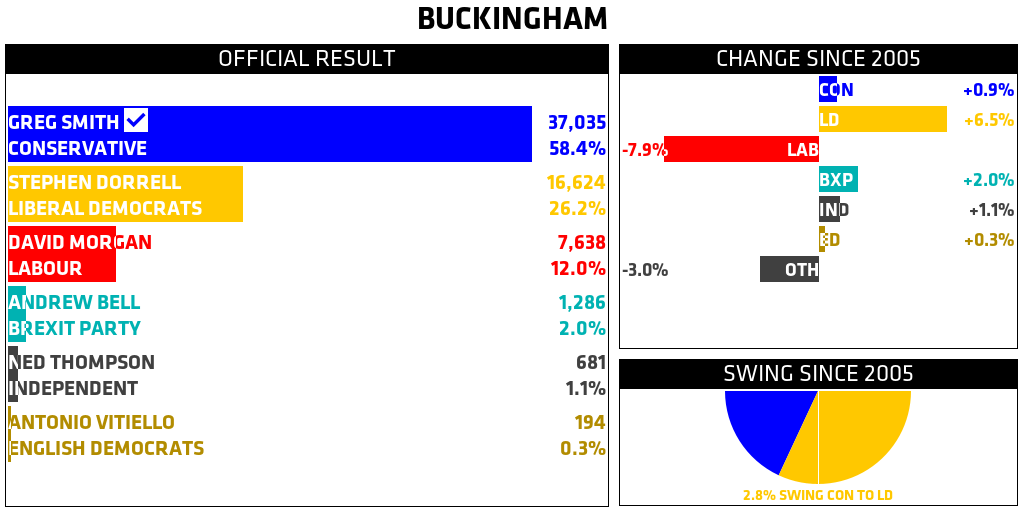 BUCKINGHAM
OFFICIAL RESULT
GREG SMITH
37,035
CONSERVATIVE
58.4%
STEPHEN DORRELL
16,624
LIBERAL DEMOCRATS
26.2%
DAVID MORGAN
7,638
LABOUR
12.0%
ANDREW BELL
1,286
BREXIT PARTY
2.0%
NED THOMPSON
681
INDEPENDENT
1.1%
ANTONIO VITIELLO
194
ENGLISH DEMOCRATS
0.3%
CHANGE SINCE 2005
CON +0.9%
LD +6.5%
-7.9% LAB
BXP +2.0%
IND +1.1%
ED +0.3%
-3.0% OTH
SWING SINCE 2005
2.8% SWING CON TO LD